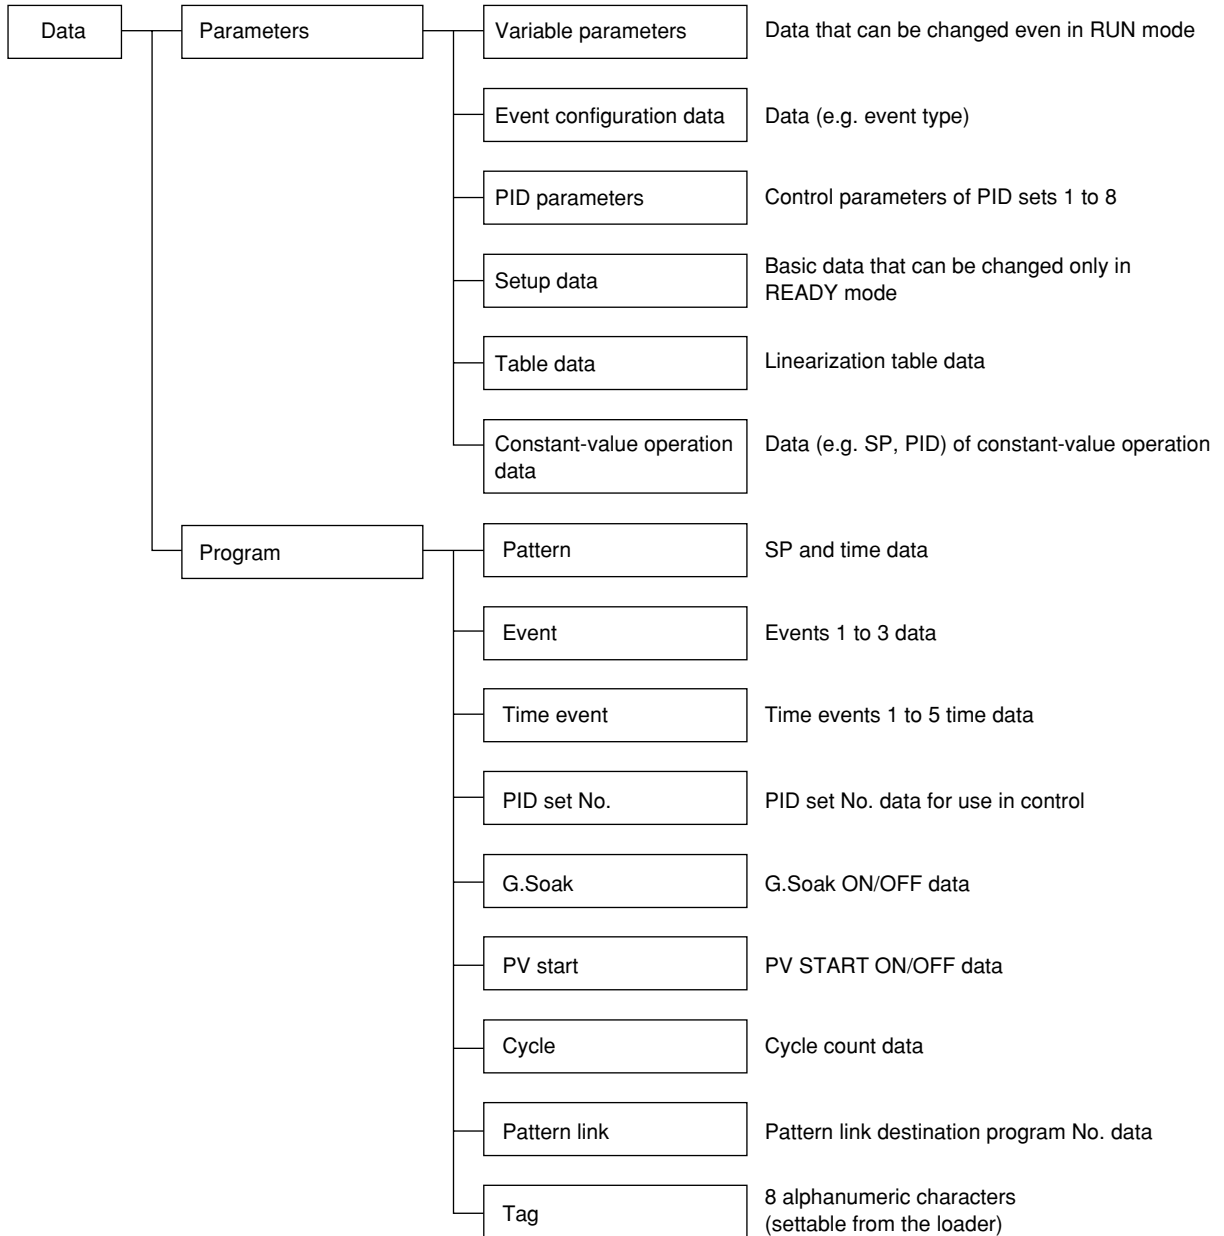 Data
Parameters
Variable parameters
Data that can be changed even in RUN mode
Event configuration data
Data (e.g. event type)
PID parameters
Control parameters of PID sets 1 to 8
Setup data
Basic data that can be changed only in
READY mode
Table data
Linearization table data
Constant-value operation
data
Data (e.g. SP, PID) of constant-value operation
Program
Pattern
SP and time data
Event
Events 1 to 3 data
Time event
Time events 1 to 5 time data
PID set No.
PID set No. data for use in control
G.Soak
G.Soak ON/OFF data
PV start
PV START ON/OFF data
Cycle
Cycle count data
Pattern link
Pattern link destination program No. data
Tag
8 alphanumeric characters
(settable from the loader)